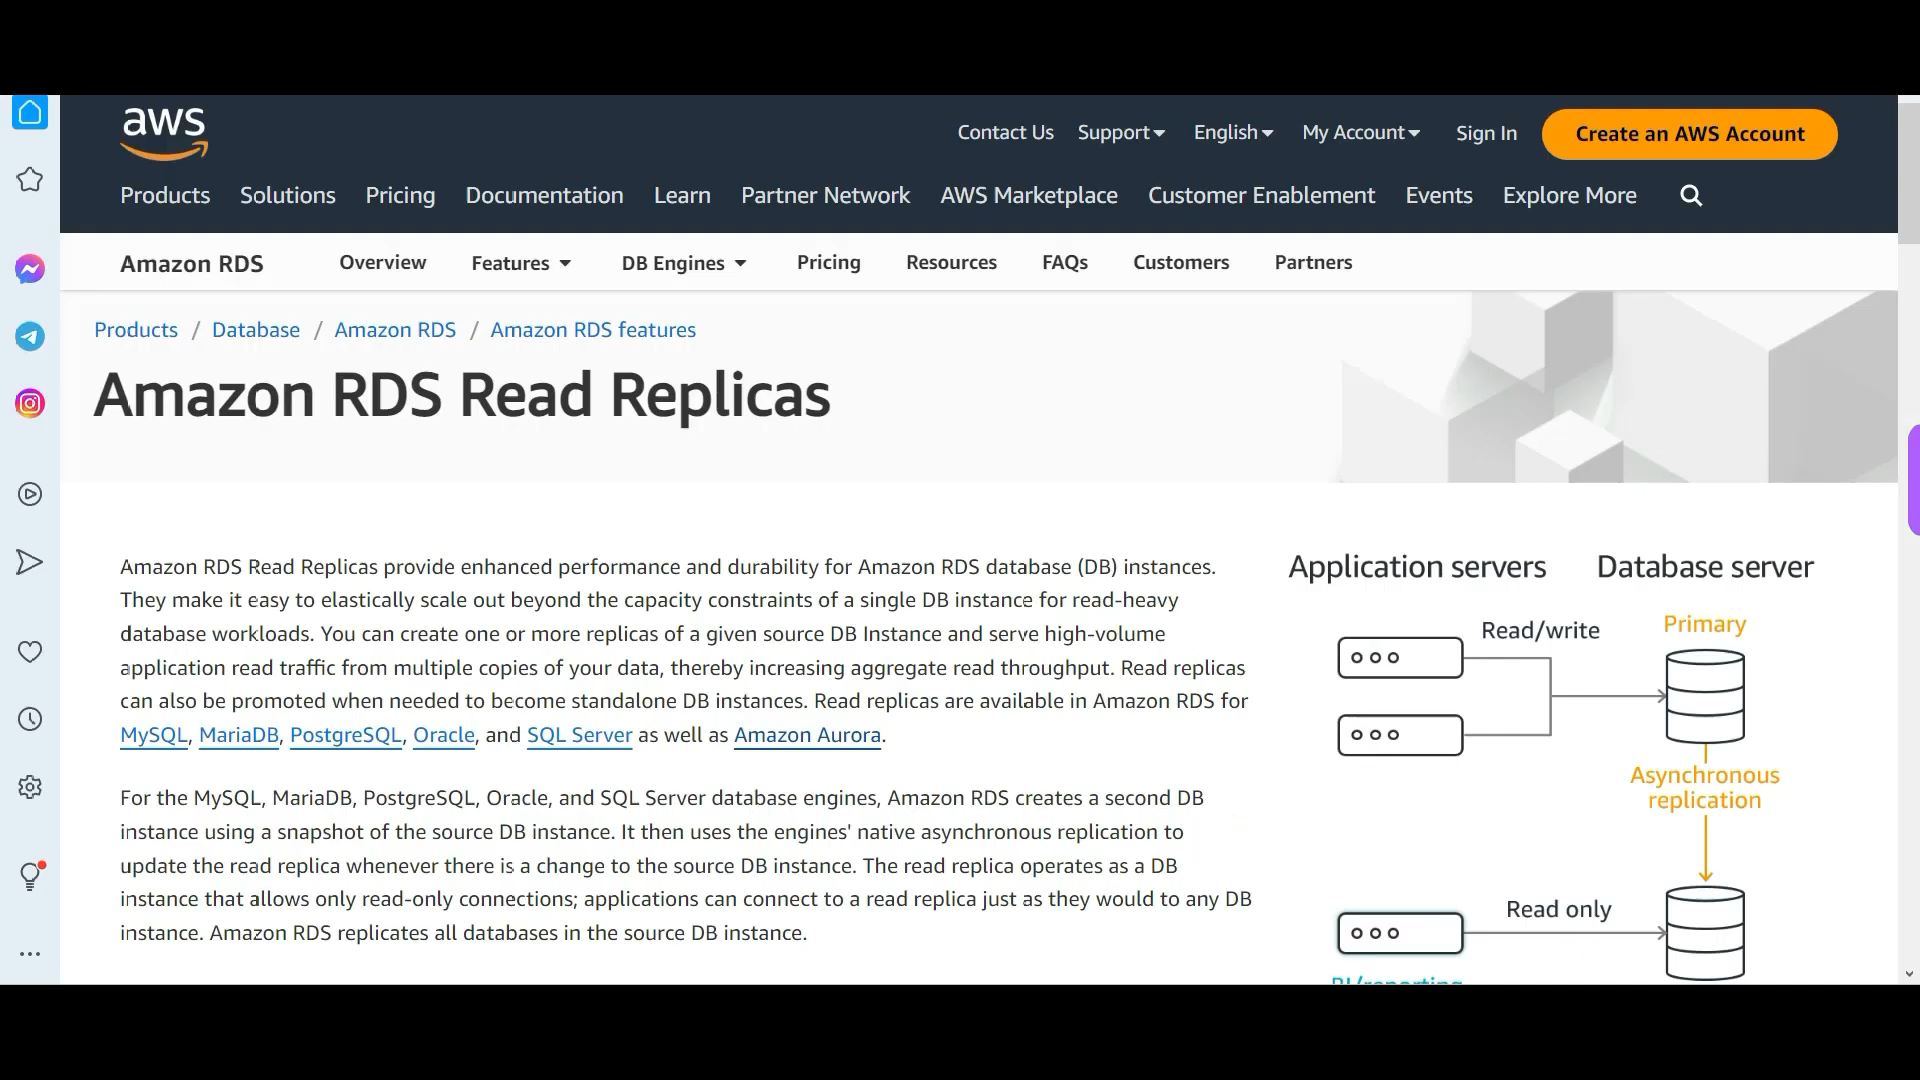 aws
Contact Us Support English My Account Sign In Create an AWS Account
Products Solutions Pricing Documentation Learn Partner Network AWS Marketplace Customer Enablement Events Explore More
Amazon RDS Overview Features DB Engines Pricing Resources FAQs Customers Partners
Products / Database / Amazon RDS / Amazon RDS features
Amazon RDS Read Replicas
Amazon RDS Read Replicas provide enhanced performance and durability for Amazon RDS database (DB) instances.
They make it easy to elastically scale out beyond the capacity constraints of a single DB instance for read-heavy
database workloads. You can create one or more replicas of a given source DB Instance and serve high-volume
application read traffic from multiple copies of your data, thereby increasing aggregate read throughput. Read replicas
can also be promoted when needed to become standalone DB instances. Read replicas are available in Amazon RDS for
MySQL, MariaDB, PostgreSQL, Oracle, and SQL Server as well as Amazon Aurora.
For the MySQL, MariaDB, PostgreSQL, Oracle, and SQL Server database engines, Amazon RDS creates a second DB
instance using a snapshot of the source DB instance. It then uses the engines' native asynchronous replication to
update the read replica whenever there is a change to the source DB instance. The read replica operates as a DB
instance that allows only read-only connections; applications can connect to a read replica just as they would to any DB
instance. Amazon RDS replicates all databases in the source DB instance.
Application servers Database server
Read/write Primary
Asynchronous
replication
Read only
BI/reporting